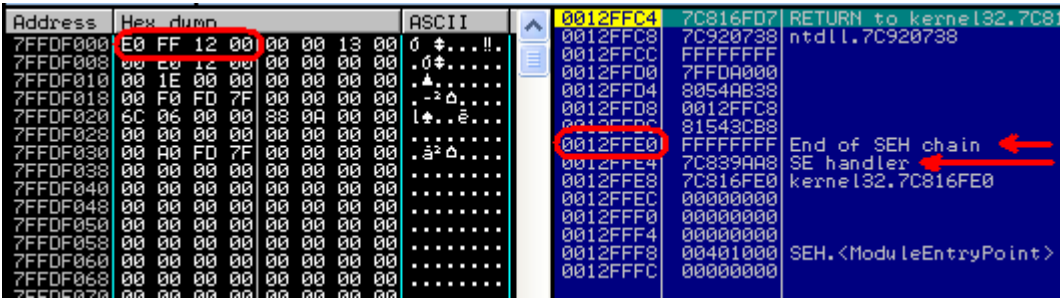 Address Hex dump ASCII
7FFDF000 E0 FF 12 00 00 00 13 00
7FFDF008 00 E0 12 00 00 00 00 00
7FFDF010 00 1E 00 00 00 00 00 00
7FFDF018 00 F0 FD 7F 00 00 00 00
7FFDF020 6C 06 00 00 88 0A 00 00
7FFDF028 00 00 00 00 00 00 00 00 ........
7FFDF030 00 A0 FD 7F 00 00 00 00
7FFDF038 00 00 00 00 00 00 00 00 ........
7FFDF040 00 00 00 00 00 00 00 00 ........
7FFDF048 00 00 00 00 00 00 00 00 ........
7FFDF050 00 00 00 00 00 00 00 00 ........
7FFDF058 00 00 00 00 00 00 00 00 ........
7FFDF060 00 00 00 00 00 00 00 00 ........
7FFDF068 00 00 00 00 00 00 00 00 ........
0012FFC4 7C816FD7 RETURN to kernel32.7C81
0012FFC8 7C920738 ntdll.7C920738
0012FFCC FFFFFFFF
0012FFD0 7FFDA000
0012FFD4 8054AB38
0012FFD8 0012FFC8
0012FFDC 81543CB8
0012FFE0 FFFFFFFF End of SEH chain
0012FFE4 7C839AA8 SE handler
0012FFE8 7C816FE0 kernel32.7C816FE0
0012FFEC 00000000
0012FFF0 00000000
0012FFF4 00000000
0012FFF8 00401000 SEH.<ModuleEntryPoint>
0012FFFC 00000000